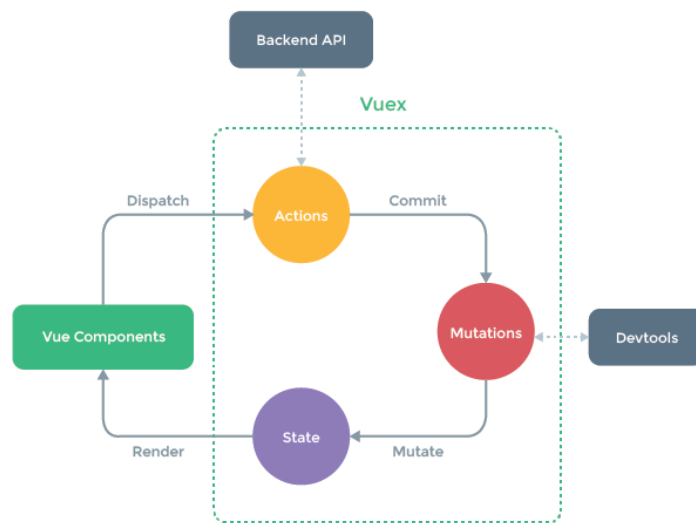 Backend API
Vuex
Dispatch
Actions
Commit
Vue Components
Mutations
Devtools
Render
State
Mutate